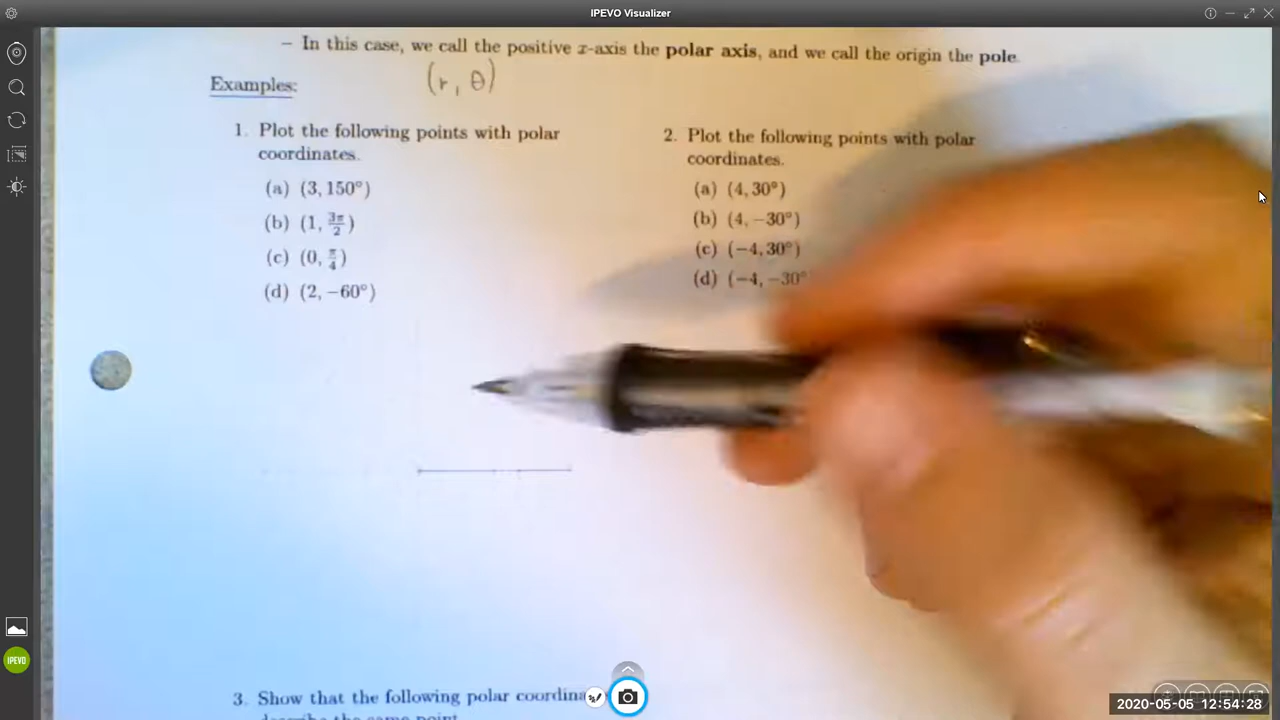 IPEVO Visualizer
– In this case, we call the positive x-axis the polar axis, and we call the origin the pole.
Examples:
(r, θ)
1. Plot the following points with polar
coordinates.
(a) (3, 150°)
(b) (1, 3π/2)
(c) (0, π/4)
(d) (2, −60°)
2. Plot the following points with polar
coordinates.
(a) (4, 30°)
(b) (4, −30°)
(c) (−4, 30°)
(d) (−4, −30°
3. Show that the following polar
IPEVO
2020-05-05 12:54:28